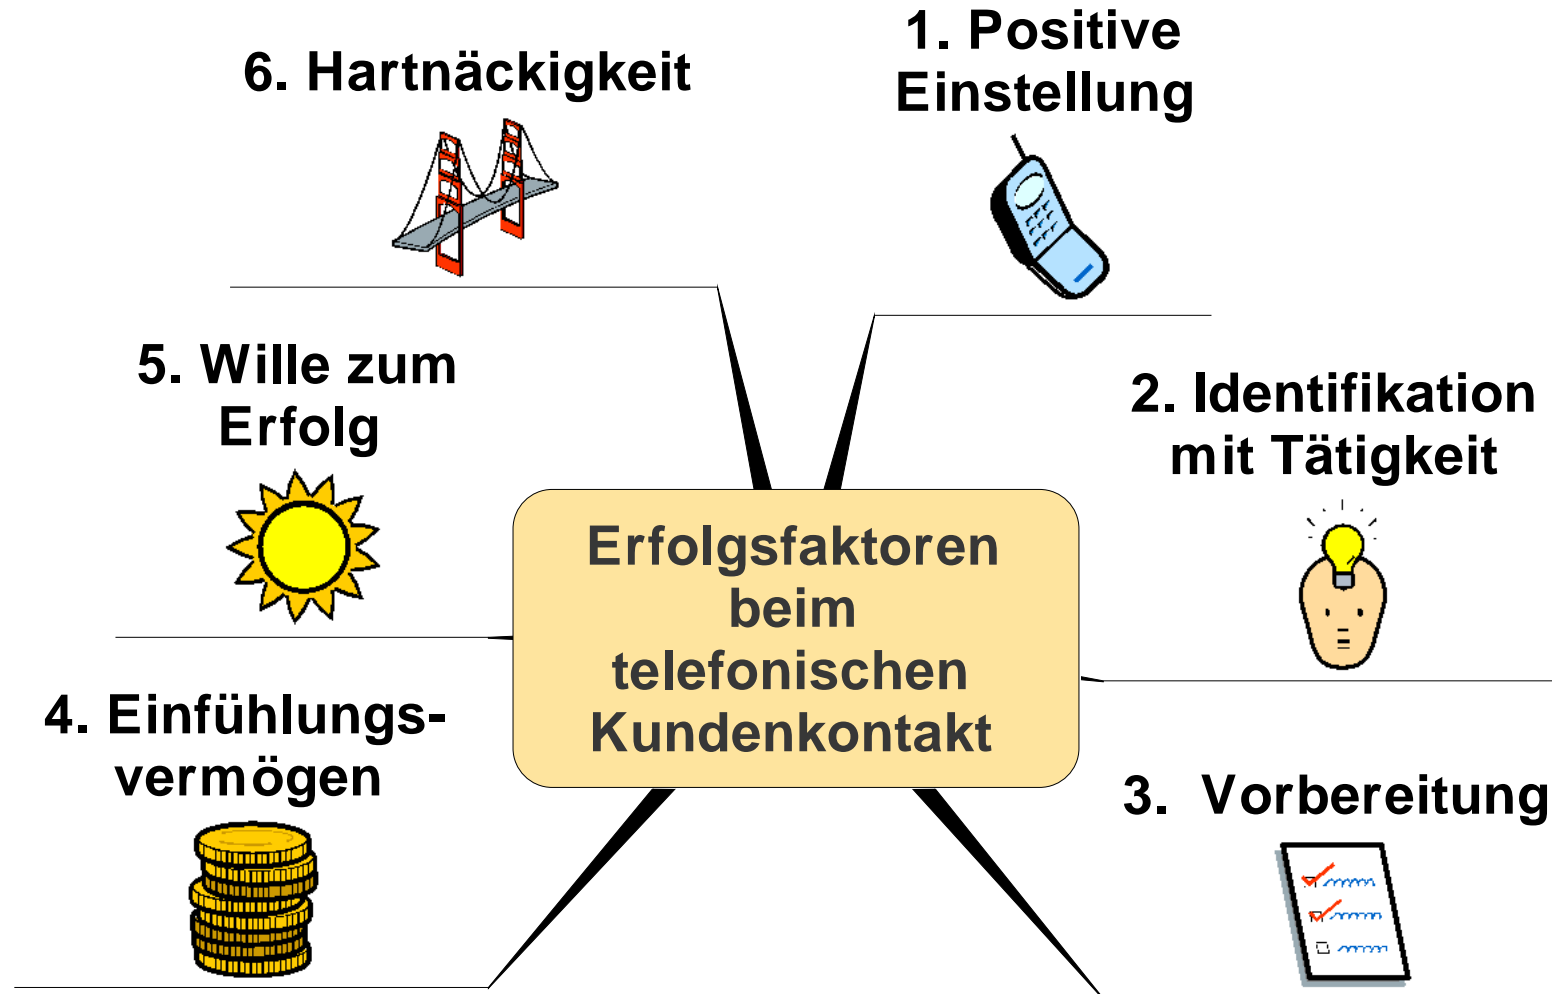 Erfolgsfaktoren
beim
telefonischen
Kundenkontakt
1. Positive
Einstellung
2. Identifikation
mit Tätigkeit
3. Vorbereitung
4. Einfühlungs-
vermögen
5. Wille zum
Erfolg
6. Hartnäckigkeit